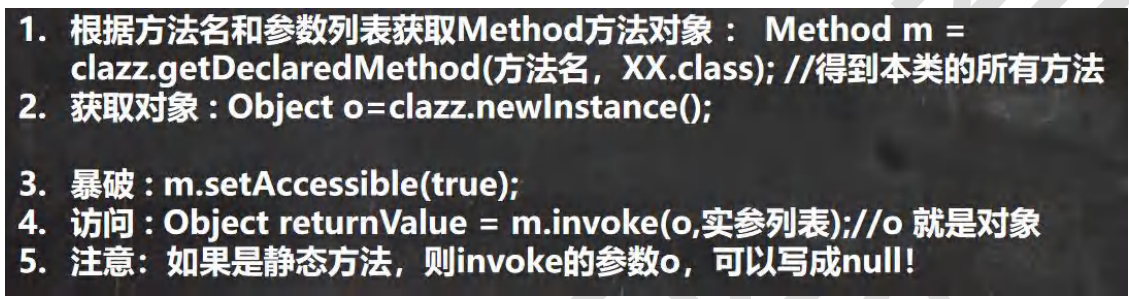 1. 根据方法名和参数列表获取Method方法对象： Method m =
clazz.getDeclaredMethod(方法名，XX.class); //得到本类的所有方法
2. 获取对象 : Object o=clazz.newInstance();
3. 暴破 : m.setAccessible(true);
4. 访问 : Object returnValue = m.invoke(o,实参列表);//o 就是对象
5. 注意：如果是静态方法，则invoke的参数o，可以写成null!